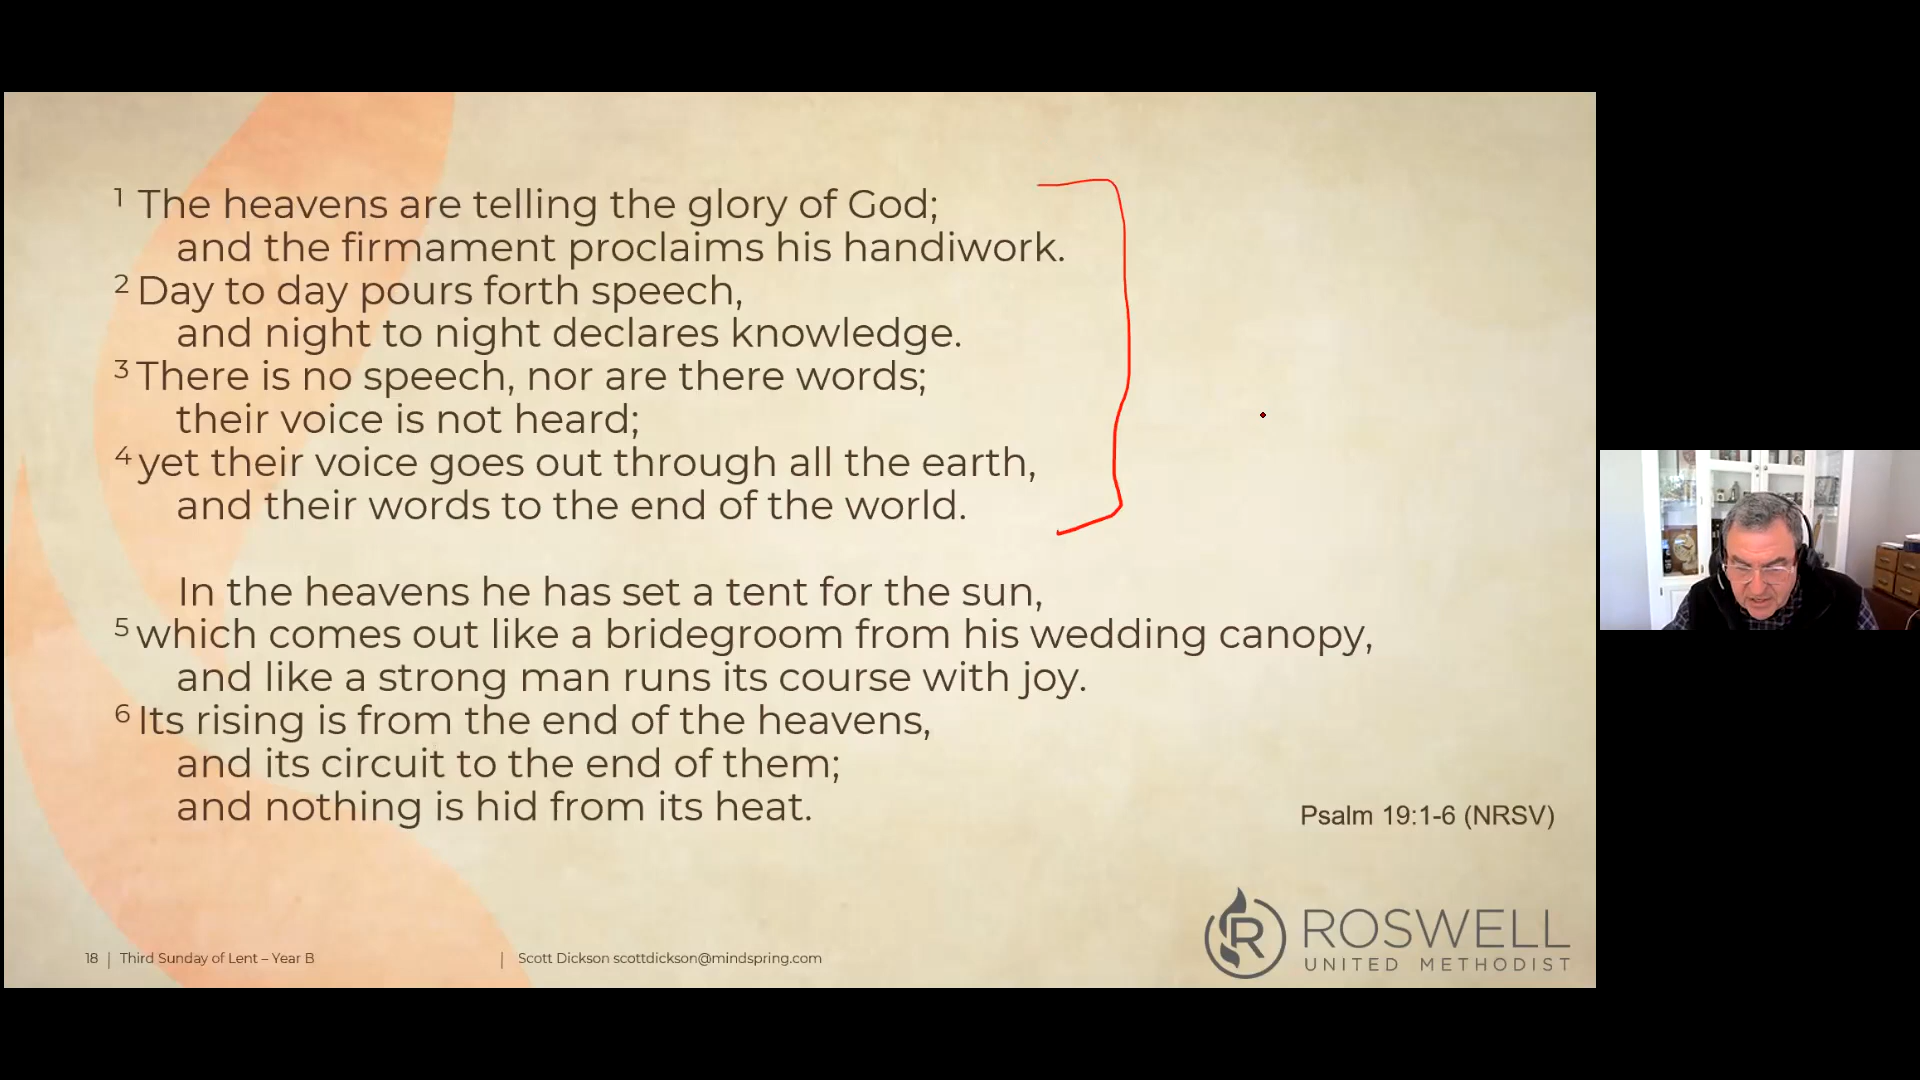 1 The heavens are telling the glory of God;
and the firmament proclaims his handiwork.
2 Day to day pours forth speech,
and night to night declares knowledge.
3 There is no speech, nor are there words;
their voice is not heard;
4 yet their voice goes out through all the earth,
and their words to the end of the world.
In the heavens he has set a tent for the sun,
5 which comes out like a bridegroom from his wedding canopy,
and like a strong man runs its course with joy.
6 Its rising is from the end of the heavens,
and its circuit to the end of them;
and nothing is hid from its heat.
Psalm 19:1-6 (NRSV)
R ROSWELL
UNITED METHODIST
18 | Third Sunday of Lent – Year B | Scott Dickson scottdickson@mindspring.com